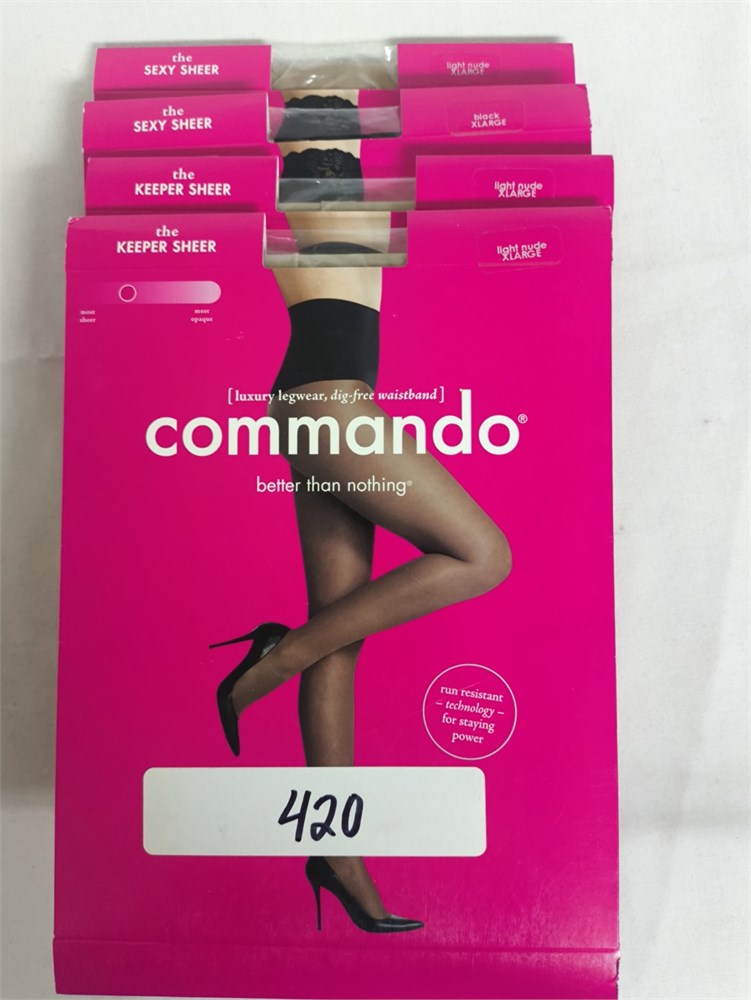 the
SEXY SHEER
light nude
XLARGE
the
SEXY SHEER
black
XLARGE
the
KEEPER SHEER
light nude
XLARGE
the
KEEPER SHEER
light nude
XLARGE
most
sheer
most
opaque
[luxury legwear, dig-free waistband]
commando®
better than nothing®
run resistant
– technology –
for staying
power
420